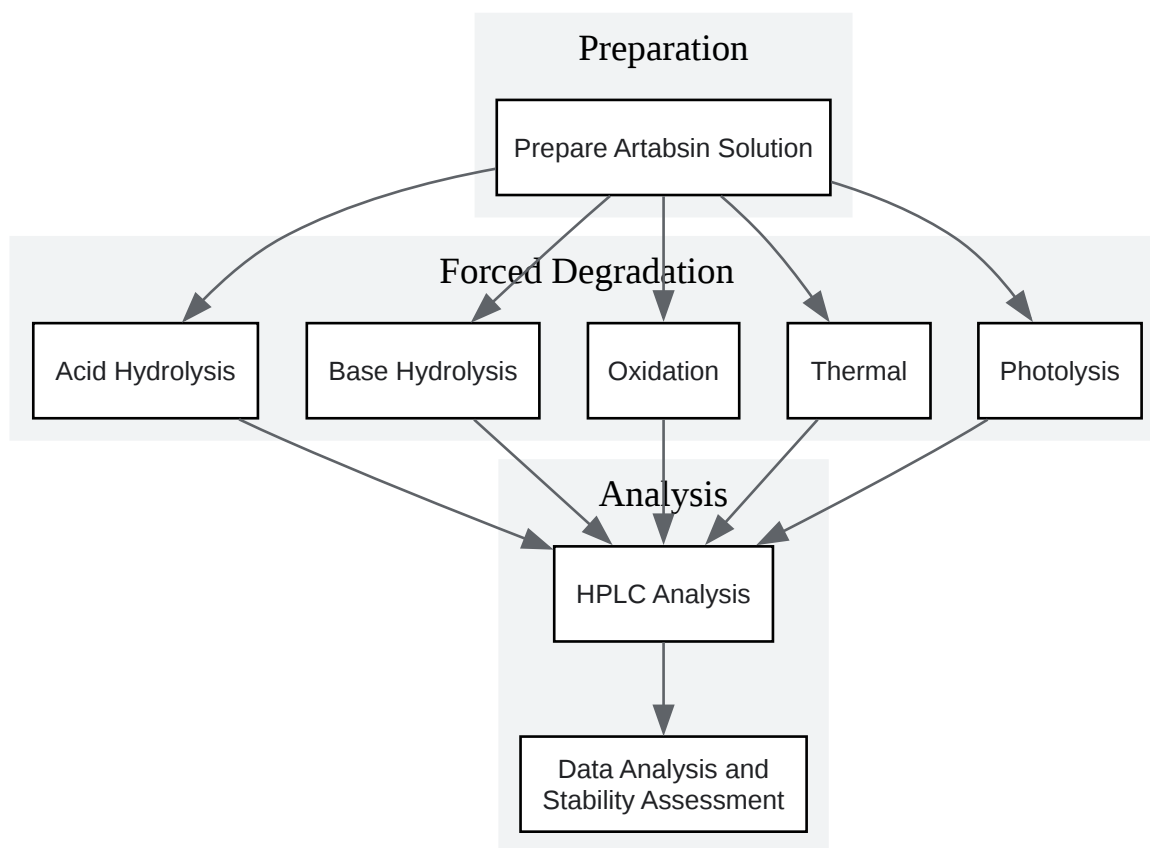 Preparation
Prepare Artabsin Solution
Forced Degradation
Acid Hydrolysis
Base Hydrolysis
Oxidation
Thermal
Photolysis
Analysis
HPLC Analysis
Data Analysis and
Stability Assessment